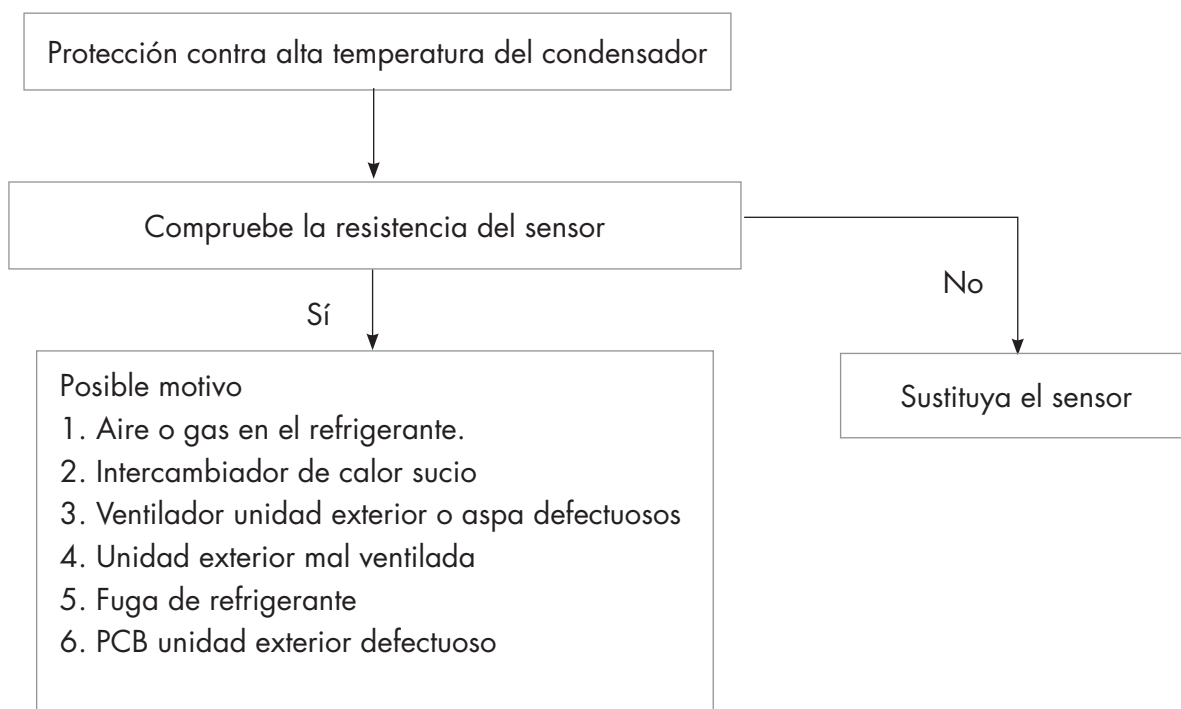 Protección contra alta temperatura del condensador
Compruebe la resistencia del sensor
No
Sí
Posible motivo
1. Aire o gas en el refrigerante.
2. Intercambiador de calor sucio
3. Ventilador unidad exterior o aspa defectuosos
4. Unidad exterior mal ventilada
5. Fuga de refrigerante
6. PCB unidad exterior defectuoso
Sustituya el sensor